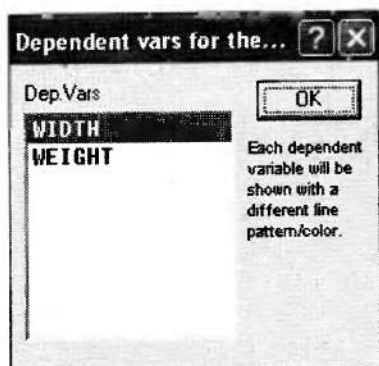 Dependent vars for the...
Dep.Vars
WIDTH
WEIGHT
OK
Each dependent
variable will be
shown with a
different line
pattern/color.